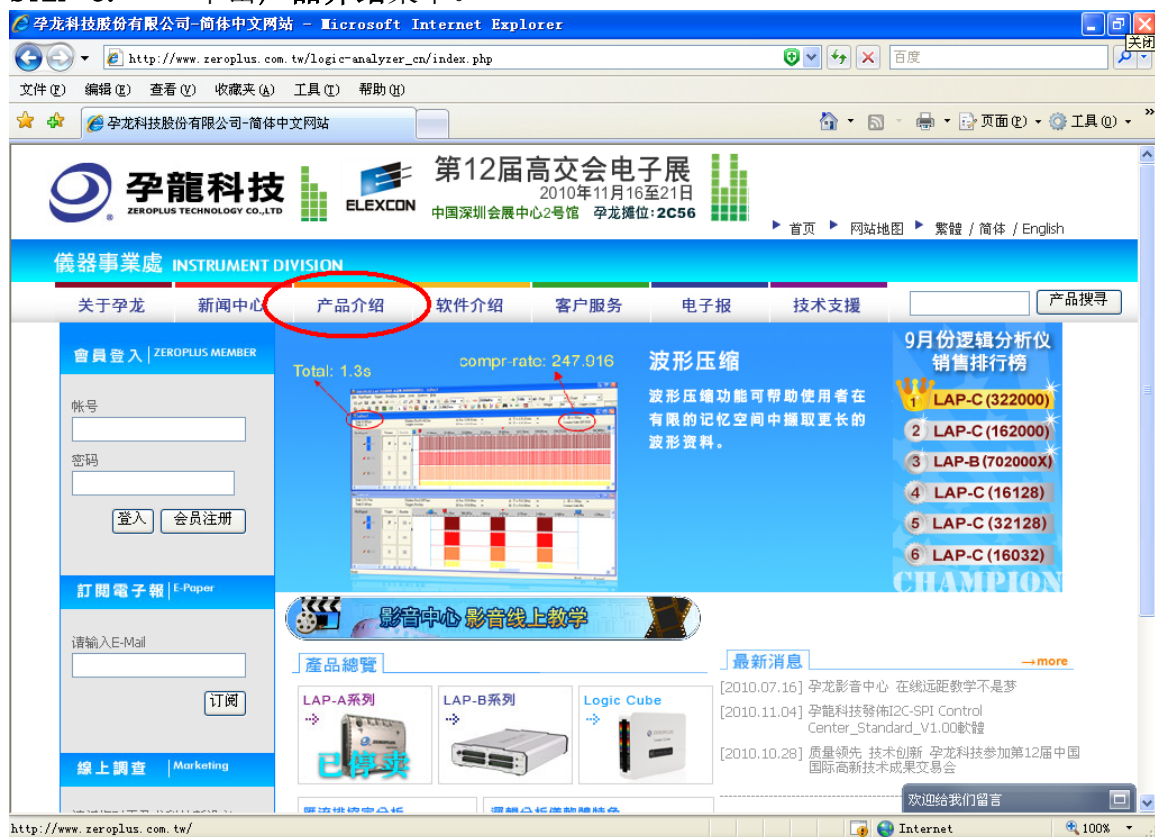 孕龙科技股份有限公司-简体中文网站 - Microsoft Internet Explorer
关闭
http://www.zeroplus.com.tw/logic-analyzer_cn/index.php
百度
文件(F) 编辑(E) 查看(V) 收藏夹(A) 工具(T) 帮助(H)
孕龙科技股份有限公司-简体中文网站
页面(P) 工具(O)
孕龍科技
ZEROPLUS TECHNOLOGY CO.,LTD
ELEXCON
第12届高交会电子展
2010年11月16至21日
中国深圳会展中心2号馆 孕龙摊位:2C56
首页 网站地图 繁體 / 简体 / English
儀器事業處 INSTRUMENT DIVISION
关于孕龙 新闻中心 产品介绍 软件介绍 客户服务 电子报 技术支援 产品搜寻
會員登入 ZEROPLUS MEMBER
帐号
密码
登入 会员注册
Total: 1.3s
compr-rate: 247.916
波形压缩
波形压缩功能可帮助使用者在
有限的记忆空间中撷取更长的
波形资料。
9月份逻辑分析仪
销售排行榜
1 LAP-C (322000)
2 LAP-C (162000)
3 LAP-B (702000X)
4 LAP-C (16128)
5 LAP-C (32128)
6 LAP-C (16032)
CHAMPION
訂閱電子報 E-Paper
请输入E-Mail
订阅
影音中心 影音线上教学
產品總覽
LAP-A系列
已停卖
LAP-B系列
Logic Cube
最新消息
→more
[2010.07.16] 孕龙影音中心 在线远距教学不是梦
[2010.11.04] 孕龍科技發佈I2C-SPI Control
Center_Standard_V1.00軟體
[2010.10.28] 质量领先 技术创新 孕龙科技参加第12届中国
国际高新技术成果交易会
線上調查 Marketing
欢迎给我们留言
http://www.zeroplus.com.tw/
Internet
100%